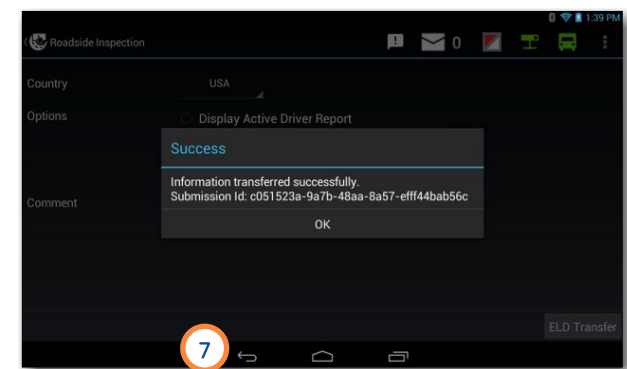 1:39 PM
Roadside Inspection
0
Country
USA
Options
Display Active Driver Report
Success
Information transferred successfully.
Submission Id: c051523a-9a7b-48aa-8a57-efff44bab56c
Comment
OK
ELD Transfer
7